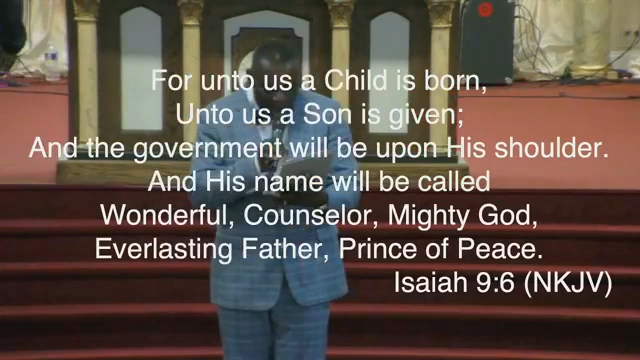 For unto us a Child is born,
Unto us a Son is given;
And the government will be upon His shoulder.
And His name will be called
Wonderful, Counselor, Mighty God,
Everlasting Father, Prince of Peace.
Isaiah 9:6 (NKJV)